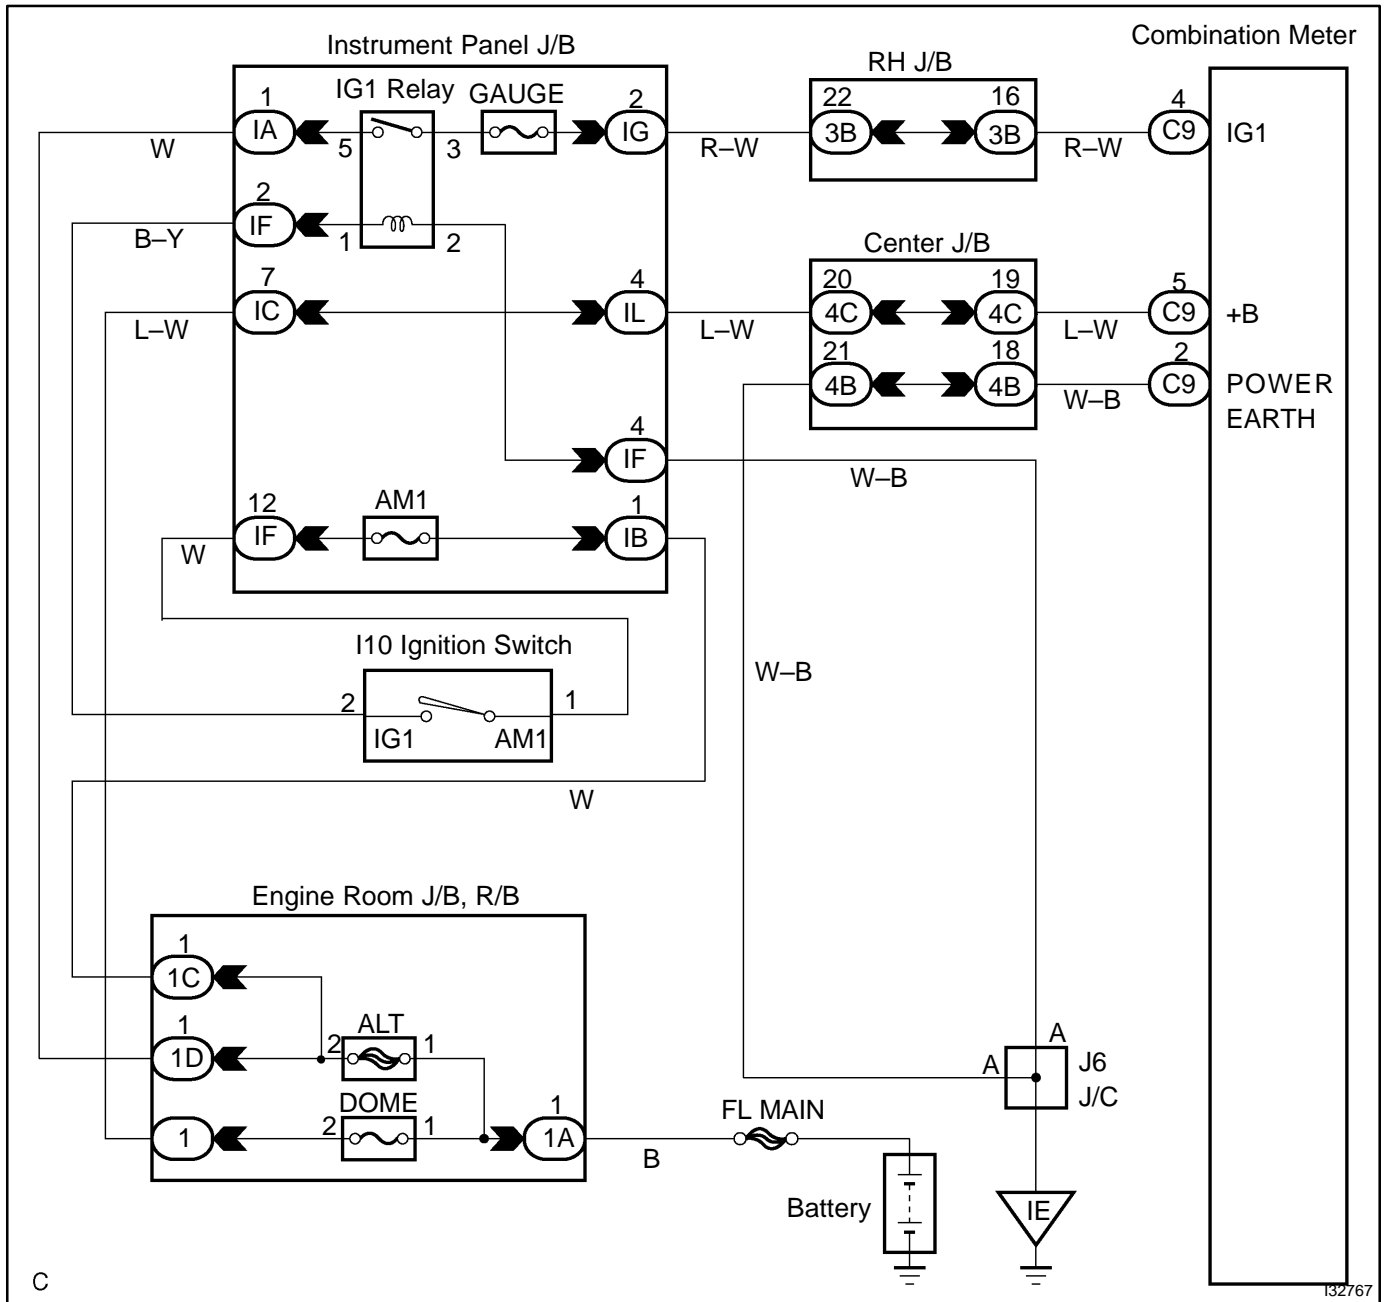 Combination Meter
Instrument Panel J/B
RH J/B
IG1 Relay GAUGE
1
2
22
16
4
IA
IG
3B
3B
C9
IG1
W
5
3
R–W
R–W
2
IF
B–Y
1
2
Center J/B
7
4
20
19
5
IC
IL
4C
4C
C9
+B
L–W
L–W
L–W
21
18
2
4B
4B
C9
POWER
EARTH
W–B
4
IF
W–B
12
AM1
1
IF
IB
W
I10 Ignition Switch
W–B
2
1
IG1
AM1
W
Engine Room J/B, R/B
1
1C
1
ALT
1D
2
1
A
A
J6
J/C
DOME
1
FL MAIN
1
2
1
1A
B
Battery
IE
C
I32767